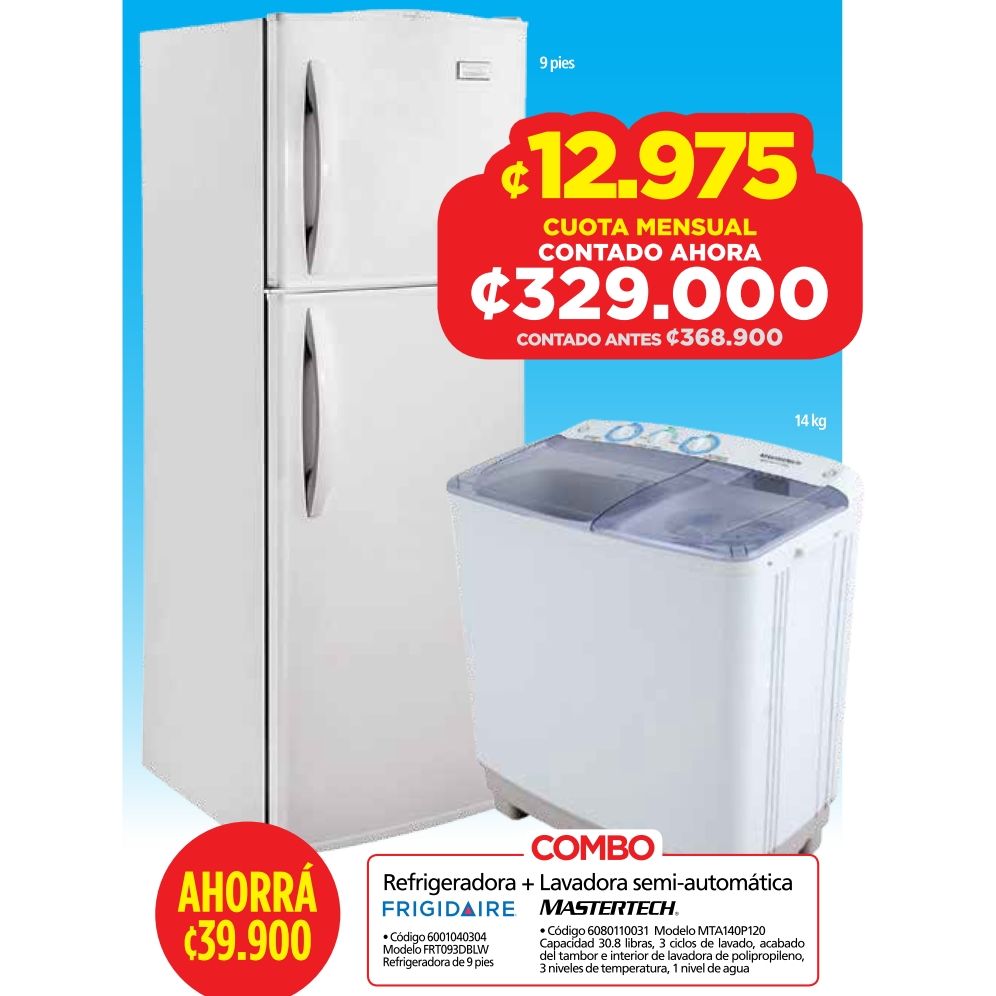 9 pies
¢12.975
CUOTA MENSUAL
CONTADO AHORA
¢329.000
CONTADO ANTES ¢368.900
14 kg
AHORRÁ
¢39.900
COMBO
Refrigeradora + Lavadora semi-automática
FRIGIDAIRE
• Código 6001040304
Modelo FRT093DBLW
Refrigeradora de 9 pies
MASTERTECH®
• Código 6080110031 Modelo MTA140P120
Capacidad 30.8 libras, 3 ciclos de lavado, acabado
del tambor e interior de lavadora de polipropileno,
3 niveles de temperatura, 1 nivel de agua